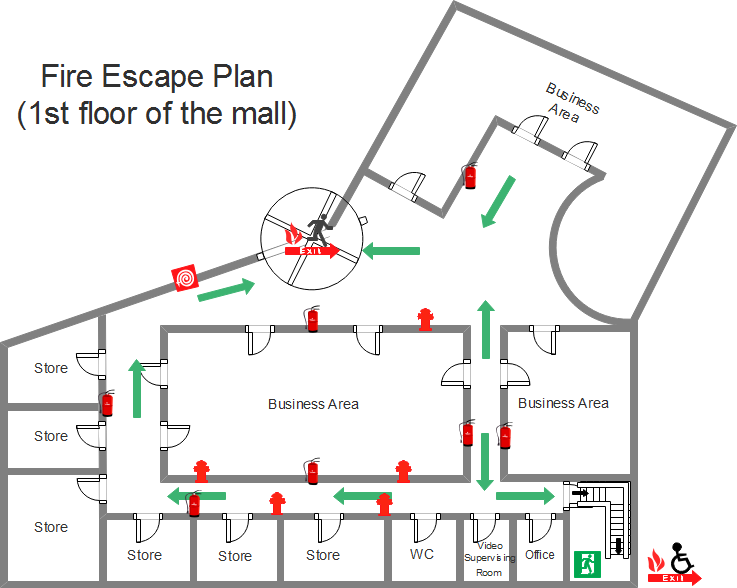 Fire Escape Plan
(1st floor of the mall)
Business
Area
Exit
Store
Business Area
Business Area
Store
Store
Store
Store
Store
WC
Video
Supervising
Room
Office
Exit